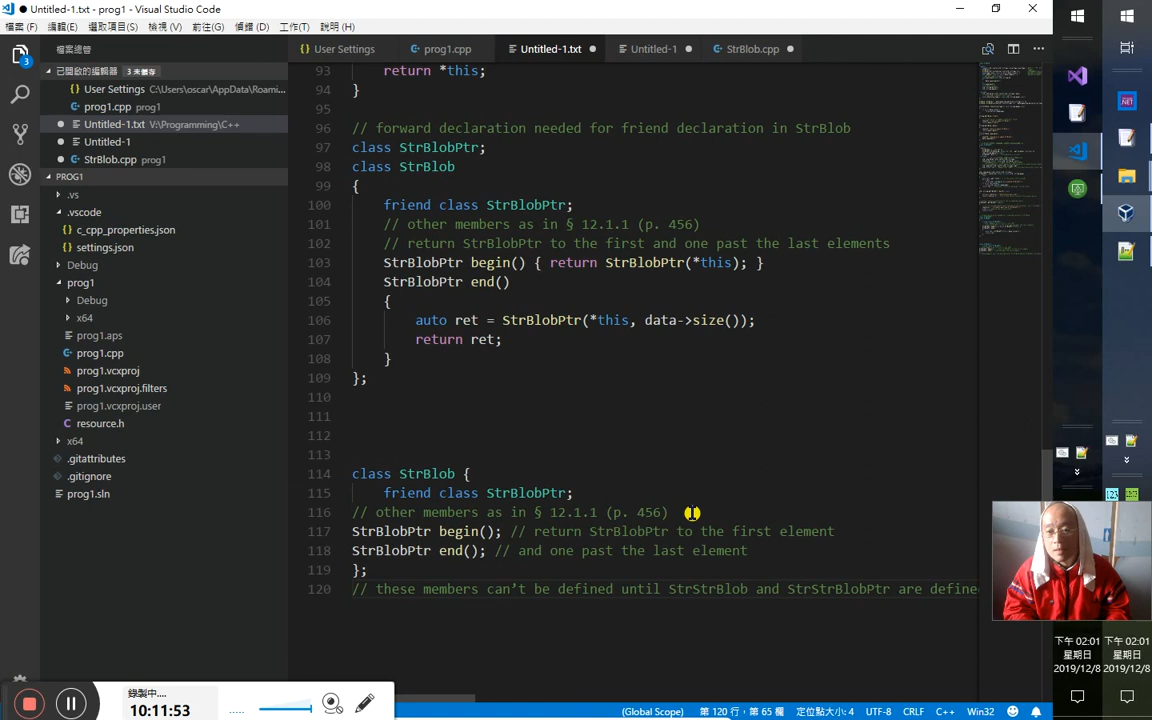 Untitled-1.txt - prog1 - Visual Studio Code
檔案(F) 編輯(E) 選取項目(S) 檢視(V) 前往(G) 偵錯(D) 工作(T) 說明(H)
檔案總管
User Settings prog1.cpp Untitled-1.txt Untitled-1 StrBlob.cpp
已開啟的編輯器 3 未儲存
User Settings C:\Users\oscar\AppData\Roami...
prog1.cpp prog1
Untitled-1.txt V:\Programming\C++
Untitled-1
StrBlob.cpp prog1
PROG1
.vs
.vscode
c_cpp_properties.json
settings.json
Debug
prog1
Debug
x64
prog1.aps
prog1.cpp
prog1.vcxproj
prog1.vcxproj.filters
prog1.vcxproj.user
resource.h
x64
.gitattributes
.gitignore
prog1.sln
3
93 return *this;
94 }
95
96 // forward declaration needed for friend declaration in StrBlob
97 class StrBlobPtr;
98 class StrBlob
99 {
100 friend class StrBlobPtr;
101 // other members as in § 12.1.1 (p. 456)
102 // return StrBlobPtr to the first and one past the last elements
103 StrBlobPtr begin() { return StrBlobPtr(*this); }
104 StrBlobPtr end()
105 {
106 auto ret = StrBlobPtr(*this, data->size());
107 return ret;
108 }
109 };
110
111
112
113
114 class StrBlob {
115 friend class StrBlobPtr;
116 // other members as in § 12.1.1 (p. 456)
117 StrBlobPtr begin(); // return StrBlobPtr to the first element
118 StrBlobPtr end(); // and one past the last element
119 };
120 // these members can’t be defined until StrStrBlob and StrStrBlobPtr are define
錄製中....
10:11:53
(Global Scope) 第 120 行，第 65 欄 定位點大小: 4 UTF-8 CRLF C++ Win32
.NET
123 123
下午 02:01 下午 02:01
星期日 星期日
2019/12/8 2019/12/8